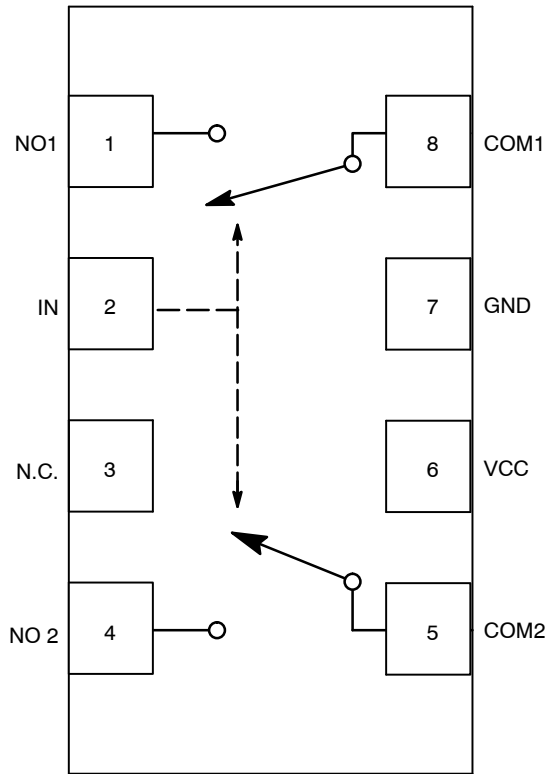 NO1 1 8 COM1
IN 2 7 GND
N.C. 3 6 VCC
NO 2 4 5 COM2